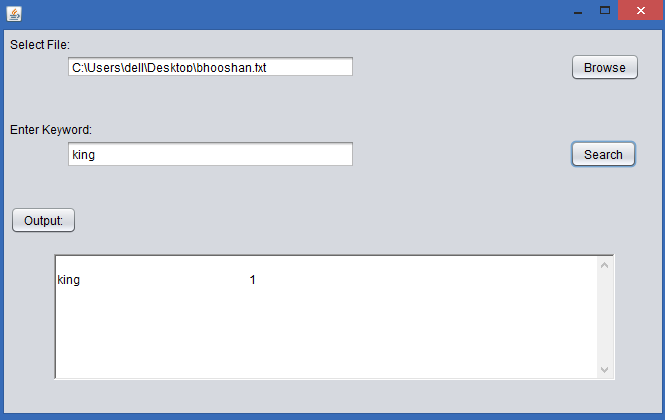 Select File:
C:\Users\dell\Desktop\bhooshan.txt
Browse
Enter Keyword:
king
Search
Output:
king 1